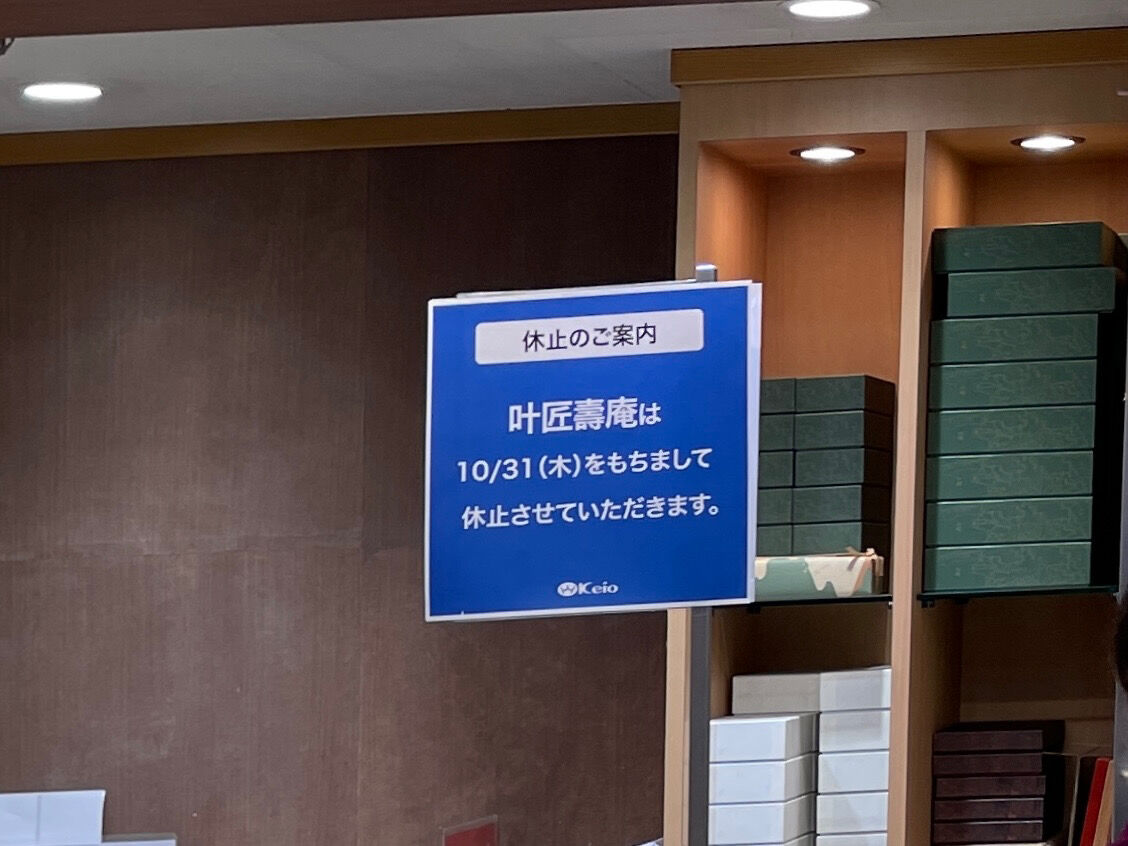 休止のご案内
叶匠壽庵は
10/31(木)をもちまして
休止させていただきます。
Keio